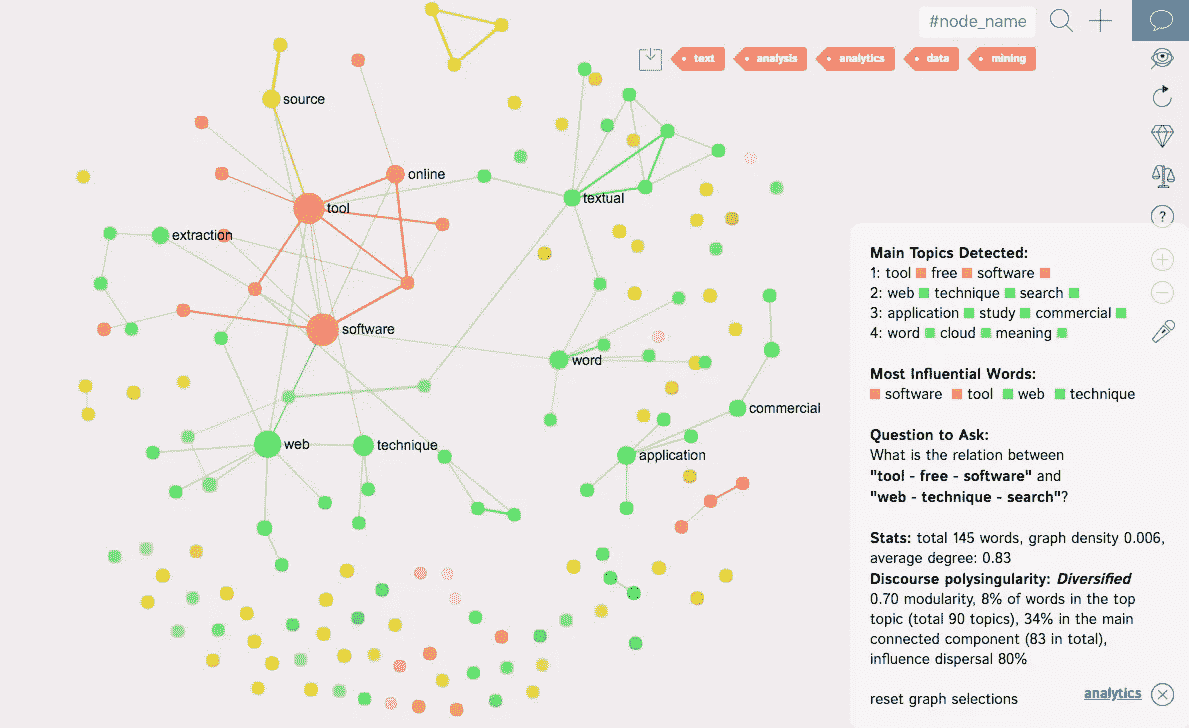 #node_name
text
analysis
analytics
data
mining
source
online
tool
textual
extraction
software
word
commercial
web
technique
application
?
Main Topics Detected:
1: tool free software
2: web technique search
3: application study commercial
4: word cloud meaning
Most Influential Words:
software tool web technique
Question to Ask:
What is the relation between
"tool - free - software" and
"web - technique - search"?
Stats: total 145 words, graph density 0.006,
average degree: 0.83
Discourse polysingularity: Diversified
0.70 modularity, 8% of words in the top
topic (total 90 topics), 34% in the main
connected component (83 in total),
influence dispersal 80%
reset graph selections
analytics